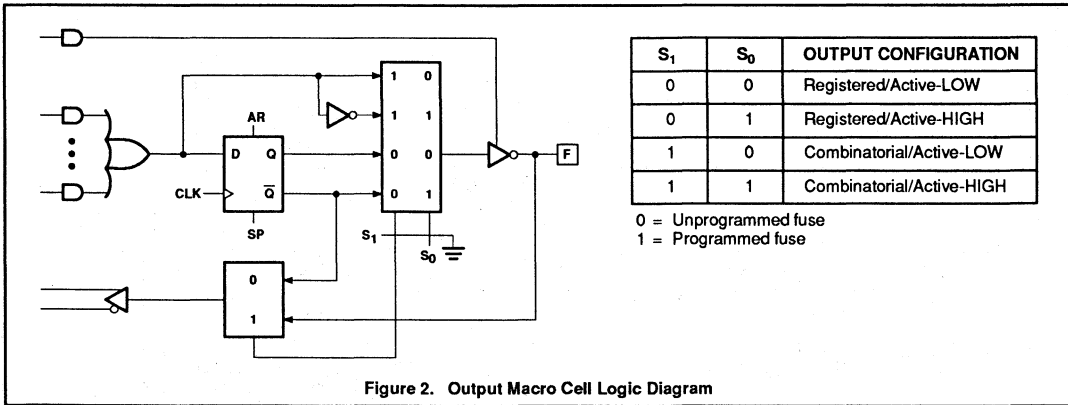 AR
D Q
CLK
Q
SP
1 0
1 1
0 0
0 1
S1
S0
F
0
1
S1 S0 OUTPUT CONFIGURATION
0 0 Registered/Active-LOW
0 1 Registered/Active-HIGH
1 0 Combinatorial/Active-LOW
1 1 Combinatorial/Active-HIGH
0 = Unprogrammed fuse
1 = Programmed fuse
Figure 2. Output Macro Cell Logic Diagram